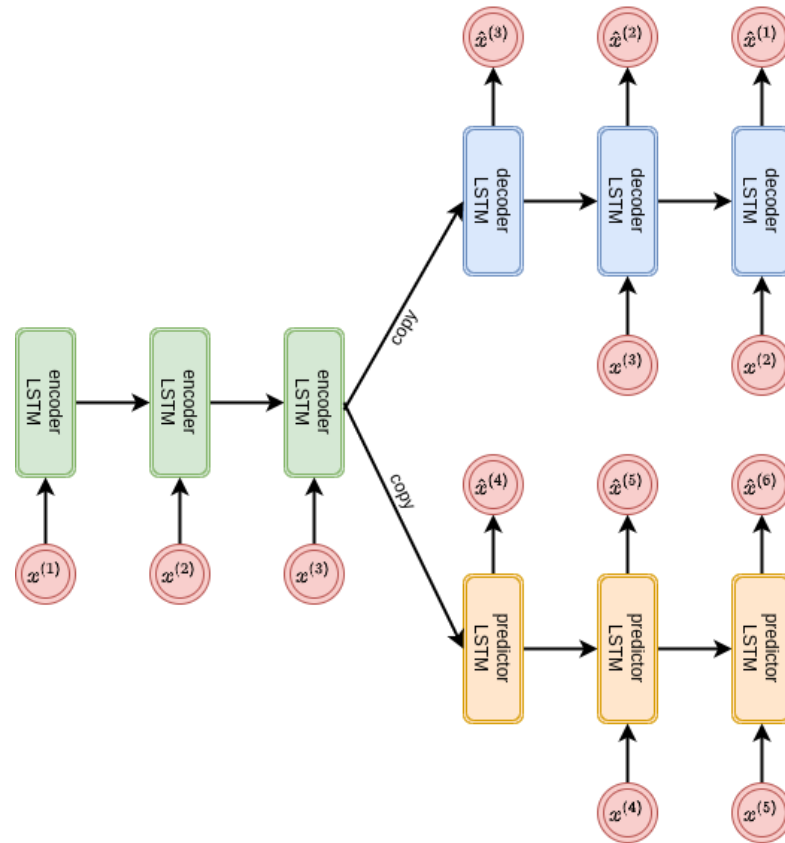 x̂⁽³⁾
x̂⁽²⁾
x̂⁽¹⁾
decoder
LSTM
decoder
LSTM
decoder
LSTM
copy
x⁽³⁾
x⁽²⁾
encoder
LSTM
encoder
LSTM
encoder
LSTM
copy
x⁽¹⁾
x⁽²⁾
x⁽³⁾
x̂⁽⁴⁾
x̂⁽⁵⁾
x̂⁽⁶⁾
predictor
LSTM
predictor
LSTM
predictor
LSTM
x⁽⁴⁾
x⁽⁵⁾